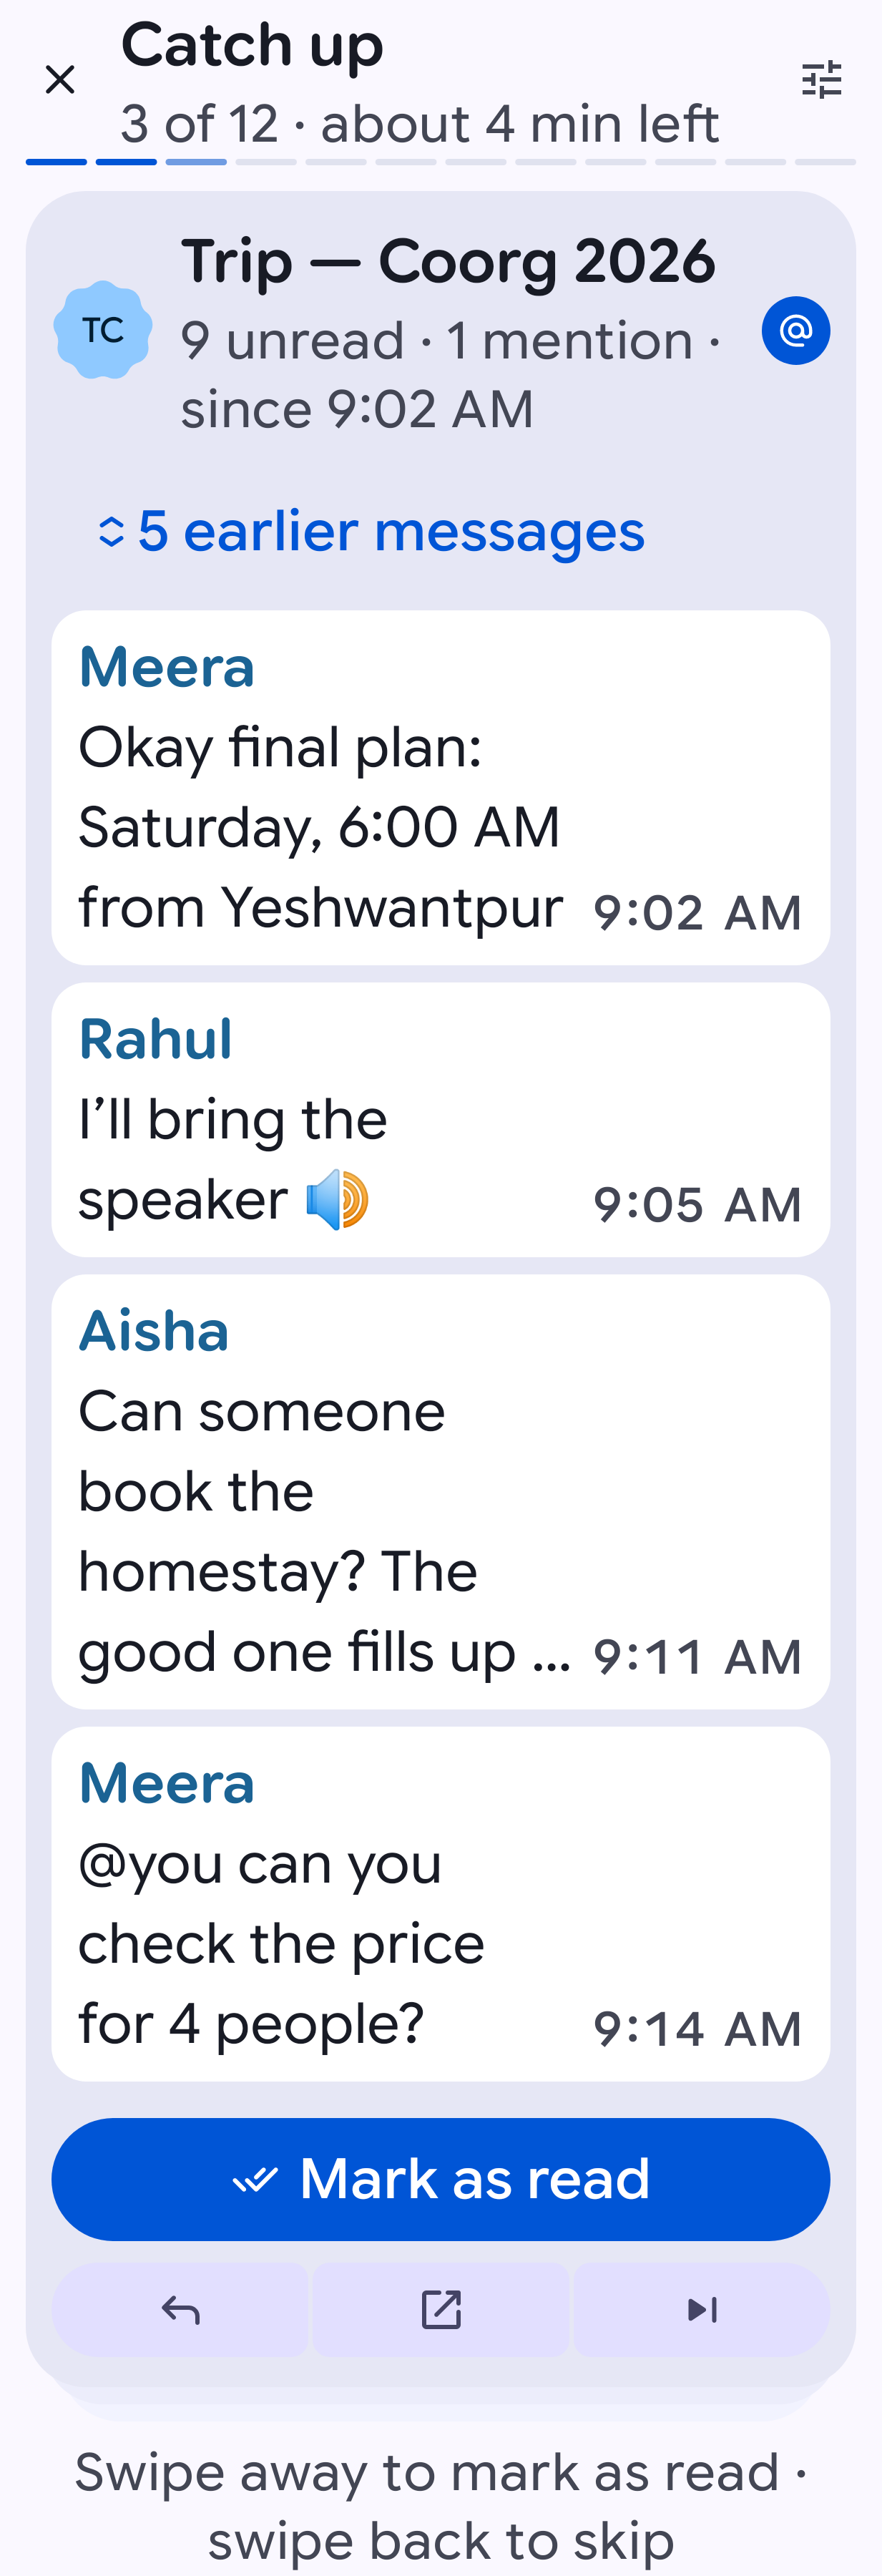 Catch up
3 of 12 · about 4 min left
TC
Trip — Coorg 2026
9 unread · 1 mention ·
since 9:02 AM
@
5 earlier messages
Meera
Okay final plan:
Saturday, 6:00 AM
from Yeshwantpur 9:02 AM
Rahul
I’ll bring the
speaker 🔊 9:05 AM
Aisha
Can someone
book the
homestay? The
good one fills up … 9:11 AM
Meera
@you can you
check the price
for 4 people? 9:14 AM
Mark as read
Swipe away to mark as read ·
swipe back to skip